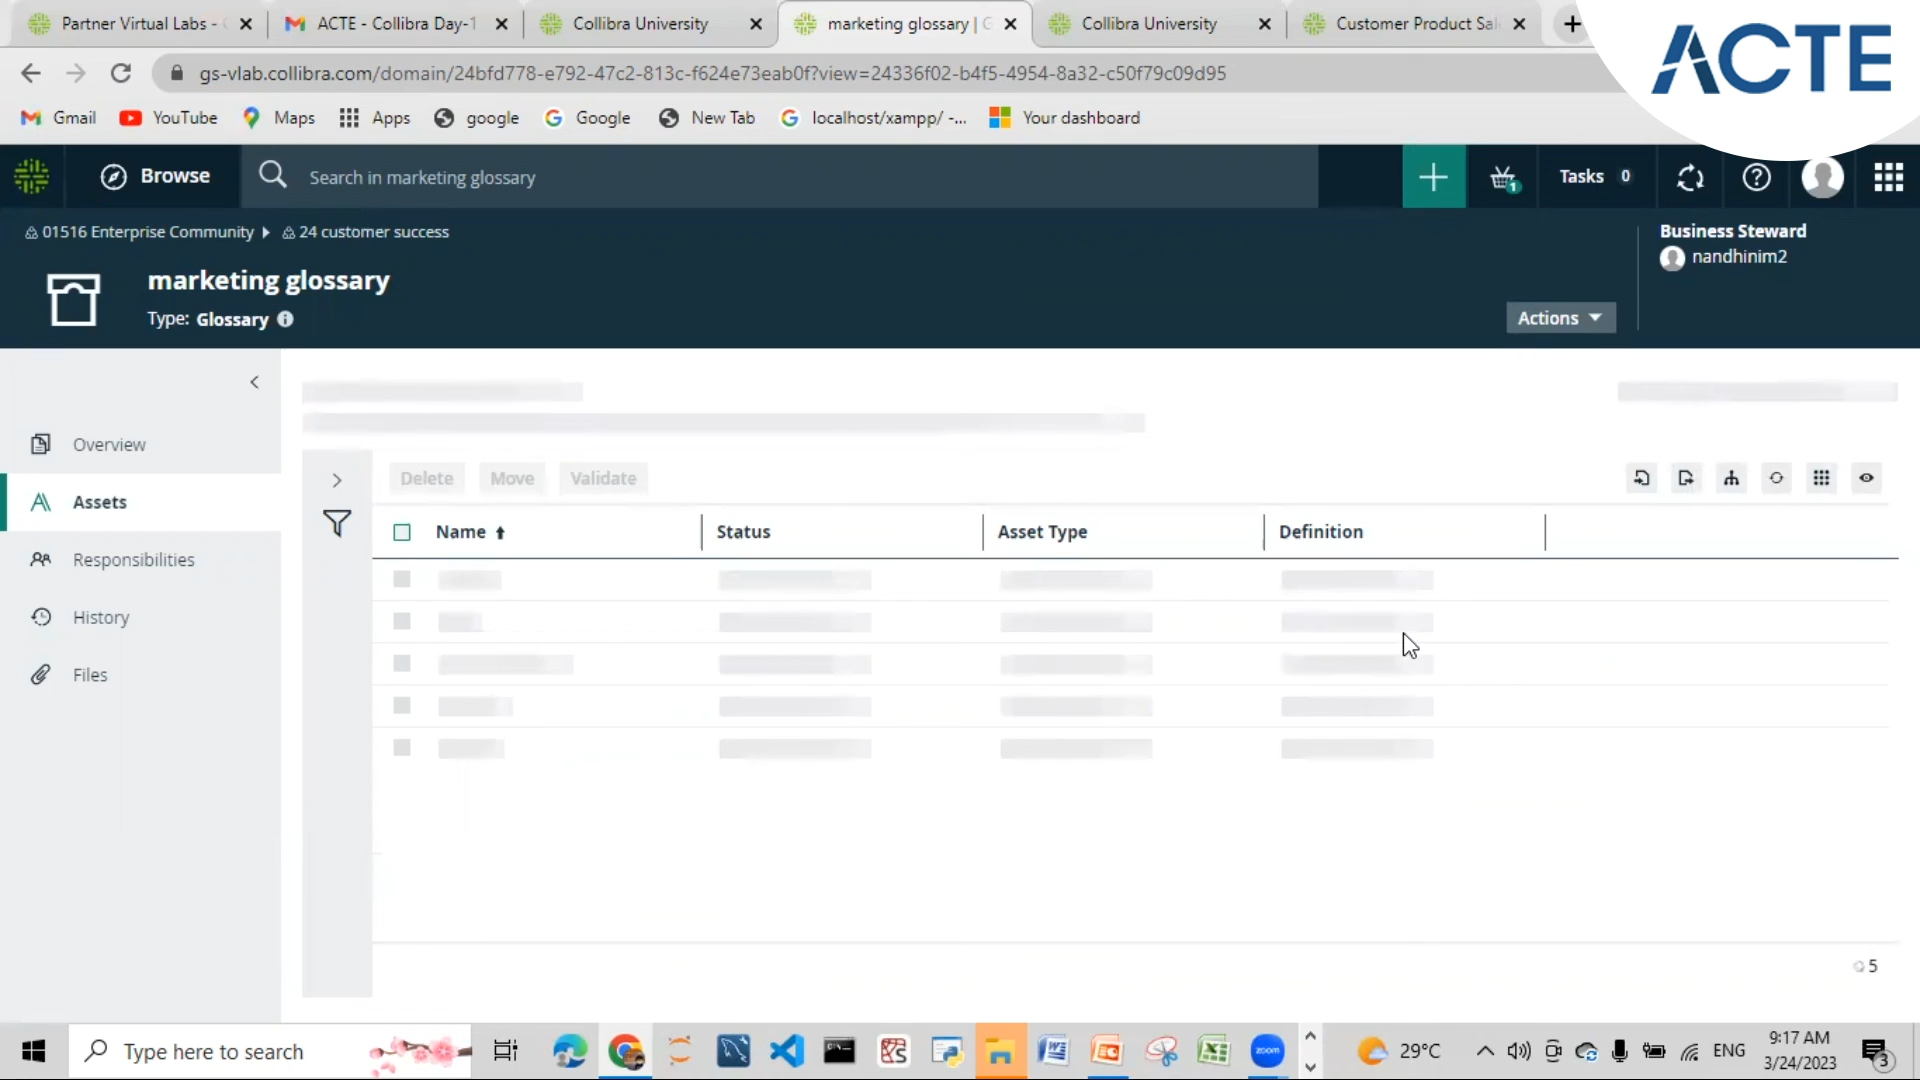 Partner Virtual Labs -
ACTE - Collibra Day-1
Collibra University
marketing glossary |
Collibra University
Customer Product Sal
ACTE
gs-vlab.collibra.com/domain/24bfd778-e792-47c2-813c-f624e73eab0f?view=24336f02-b4f5-4954-8a32-c50f79c09d95
Gmail YouTube Maps Apps google Google New Tab localhost/xampp/ -... Your dashboard
Browse Search in marketing glossary 1 Tasks 0
01516 Enterprise Community 24 customer success
Business Steward
nandhinim2
marketing glossary
Type: Glossary
Actions
Overview
Assets
Responsibilities
History
Files
Delete Move Validate
Name Status Asset Type Definition
5
Type here to search
zoom
29°C
ENG
9:17 AM
3/24/2023
3